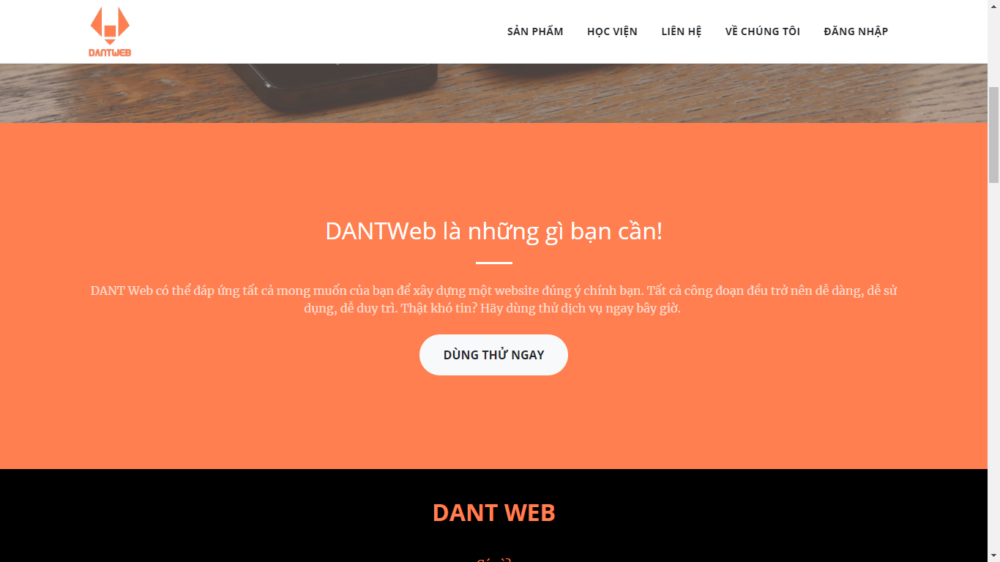 DANTWEB
SẢN PHẨM
HỌC VIỆN
LIÊN HỆ
VỀ CHÚNG TÔI
ĐĂNG NHẬP
DANTWeb là những gì bạn cần!
DANT Web có thể đáp ứng tất cả mong muốn của bạn để xây dựng một website đúng ý chính bạn. Tất cả công đoạn đều trở nên dễ dàng, dễ sử
dụng, dễ duy trì. Thật khó tin? Hãy dùng thử dịch vụ ngay bây giờ.
DÙNG THỬ NGAY
DANT WEB